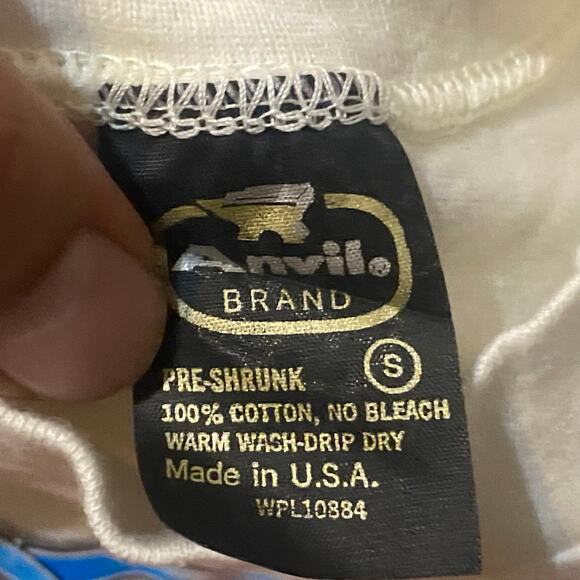 Anvil®
BRAND
S
PRE-SHRUNK
100% COTTON, NO BLEACH
WARM WASH-DRIP DRY
Made in U.S.A.
WPL10884